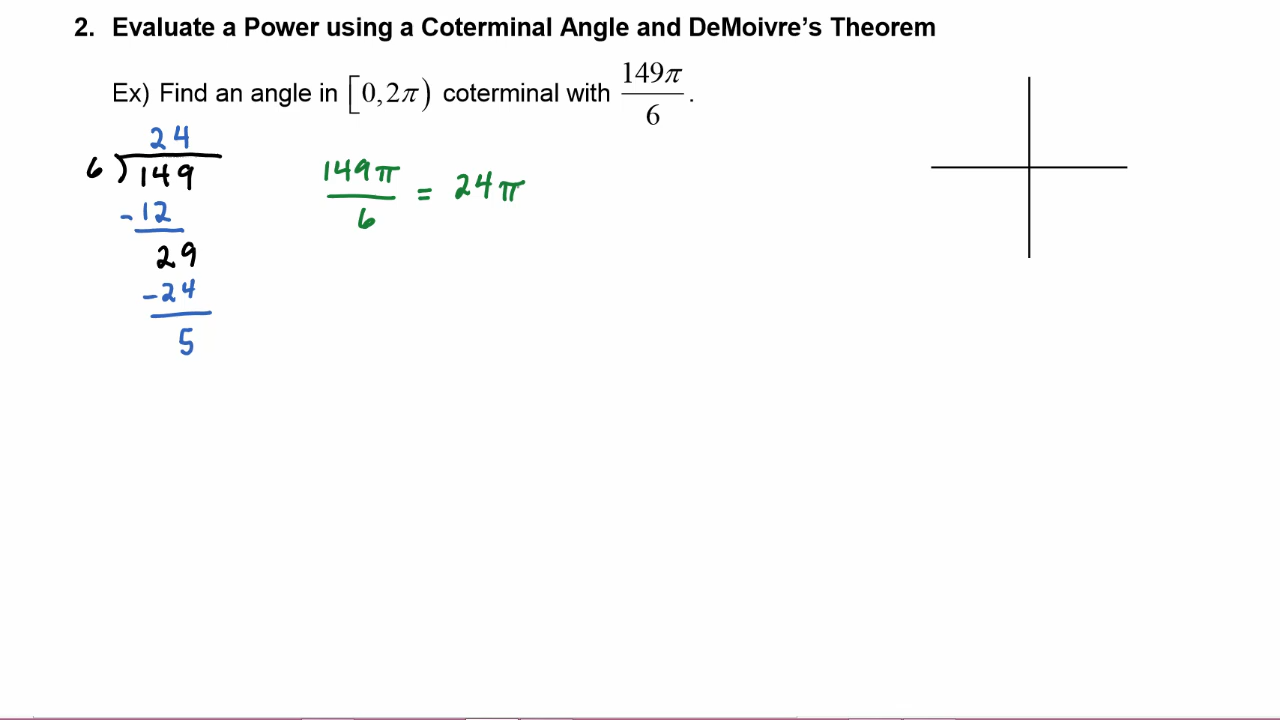 2. Evaluate a Power using a Coterminal Angle and DeMoivre's Theorem
Ex) Find an angle in [0, 2π) coterminal with 149π/6.
24
6)149
-12
29
-24
5
149π/6 = 24π